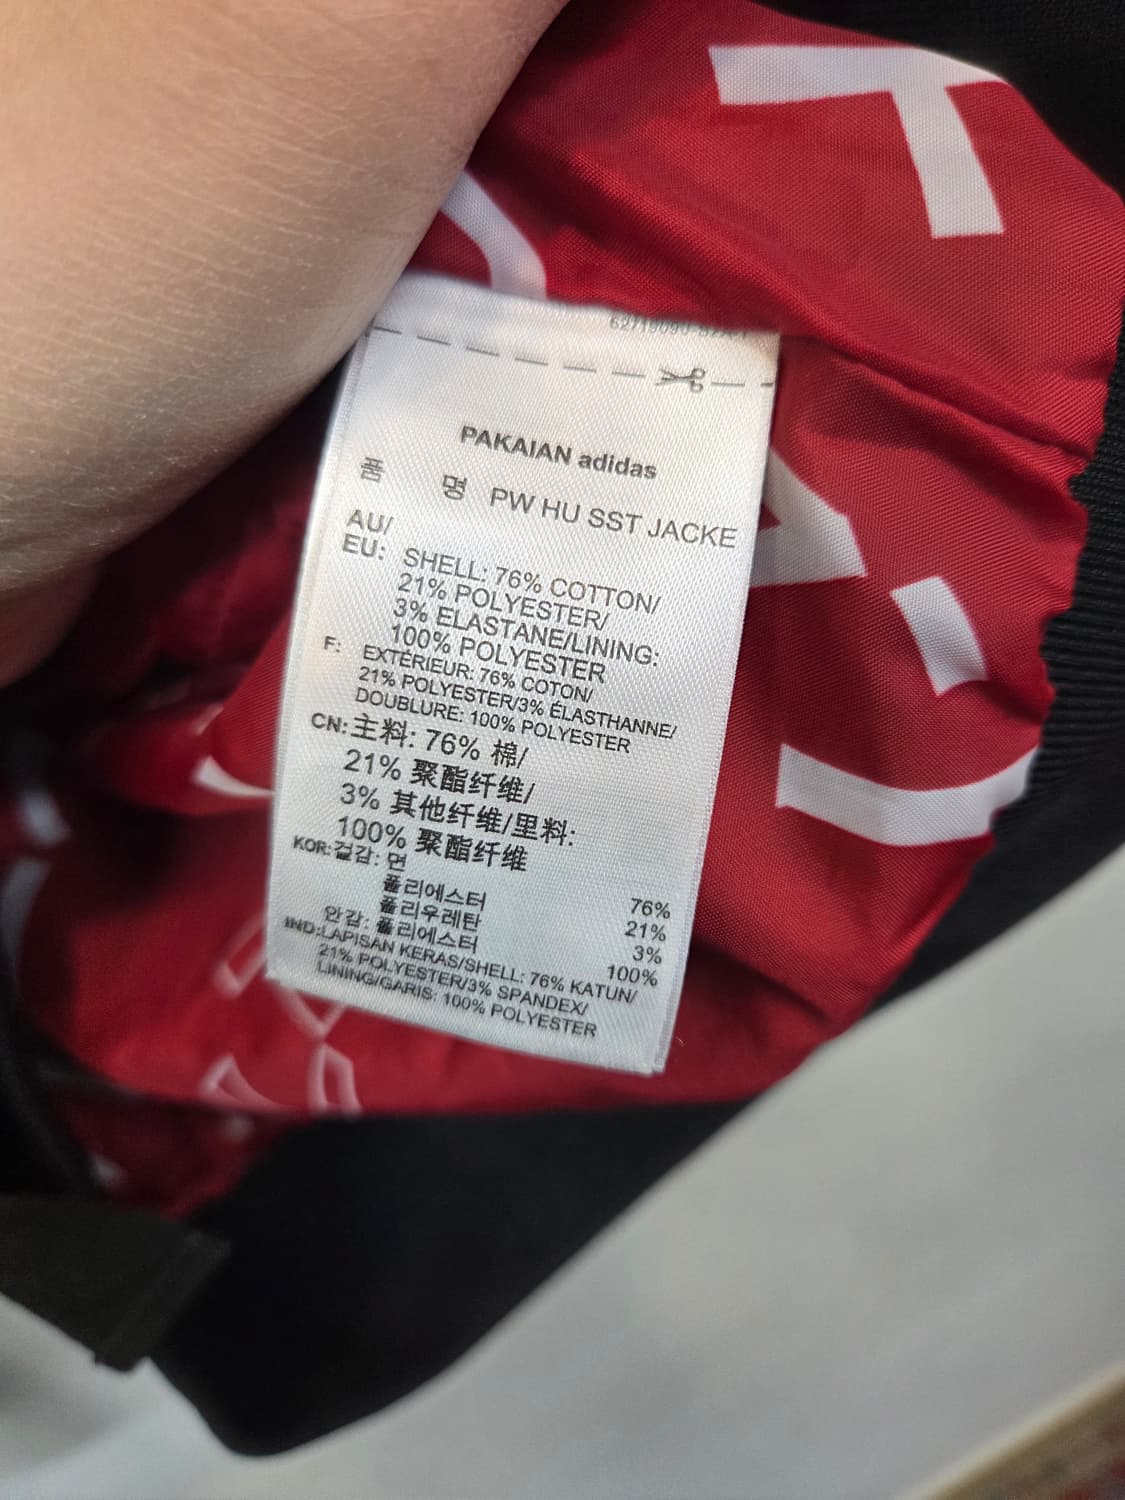 PAKAIAN adidas
품 명 PW HU SST JACKE
AU/
EU: SHELL: 76% COTTON/
21% POLYESTER/
3% ELASTANE/LINING:
100% POLYESTER
F: EXTÉRIEUR: 76% COTON/
21% POLYESTER/3% ÉLASTHANNE/
DOUBLURE: 100% POLYESTER
CN: 主料: 76% 棉/
21% 聚酯纤维/
3% 其他纤维/里料:
100% 聚酯纤维
KOR: 겉감: 면 76%
폴리에스터 21%
폴리우레탄 3%
안감: 폴리에스터 100%
IND: LAPISAN KERAS/SHELL: 76% KATUN/
21% POLYESTER/3% SPANDEX/
LINING/GARIS: 100% POLYESTER